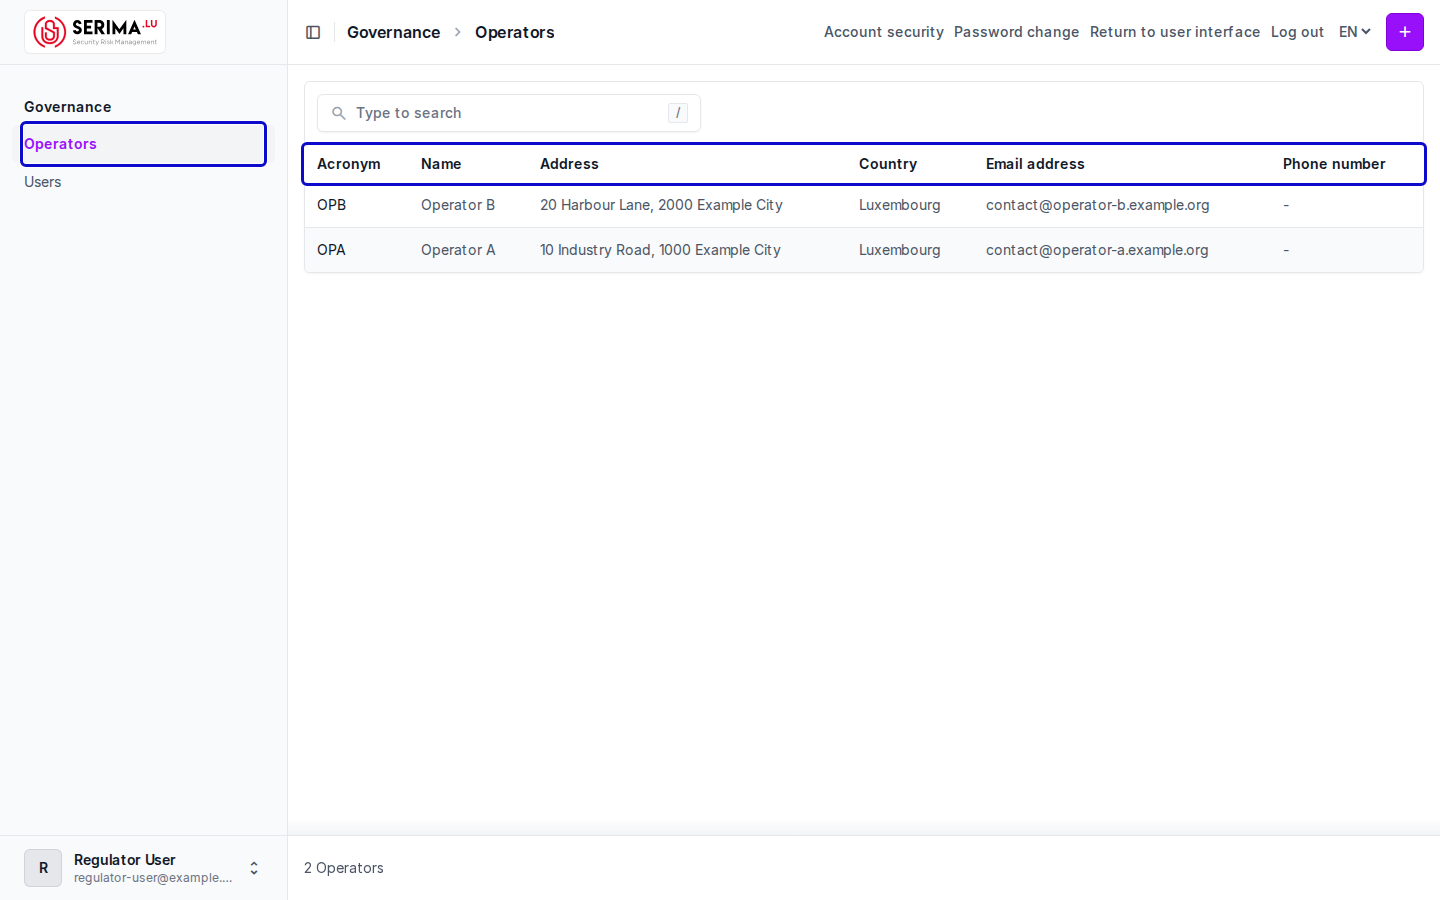 SERIMA.LU
Security Risk Management
Governance
Operators
Users
Governance > Operators
Account security Password change Return to user interface Log out EN +
Type to search /
Acronym Name Address Country Email address Phone number
OPB Operator B 20 Harbour Lane, 2000 Example City Luxembourg contact@operator-b.example.org -
OPA Operator A 10 Industry Road, 1000 Example City Luxembourg contact@operator-a.example.org -
R Regulator User
regulator-user@example....
2 Operators